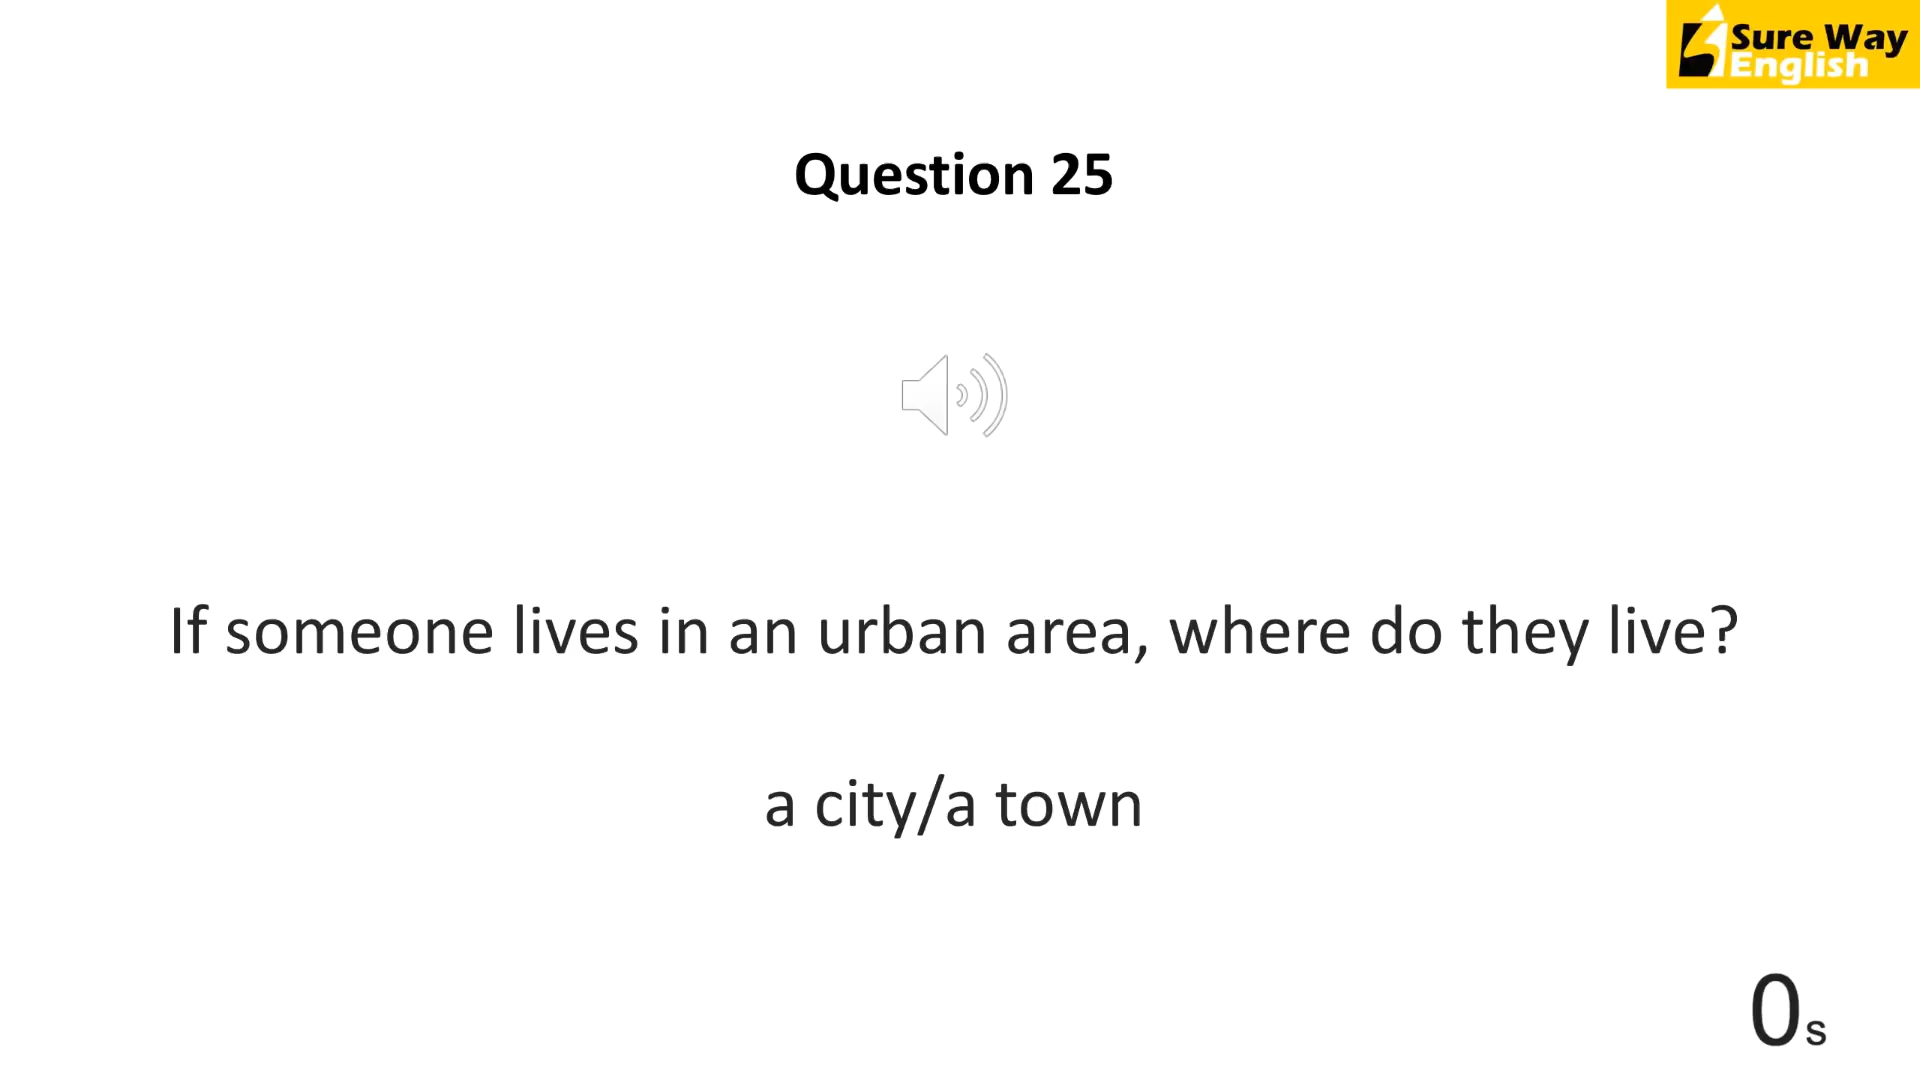 Sure Way
English
Question 25
If someone lives in an urban area, where do they live?
a city/a town
0s